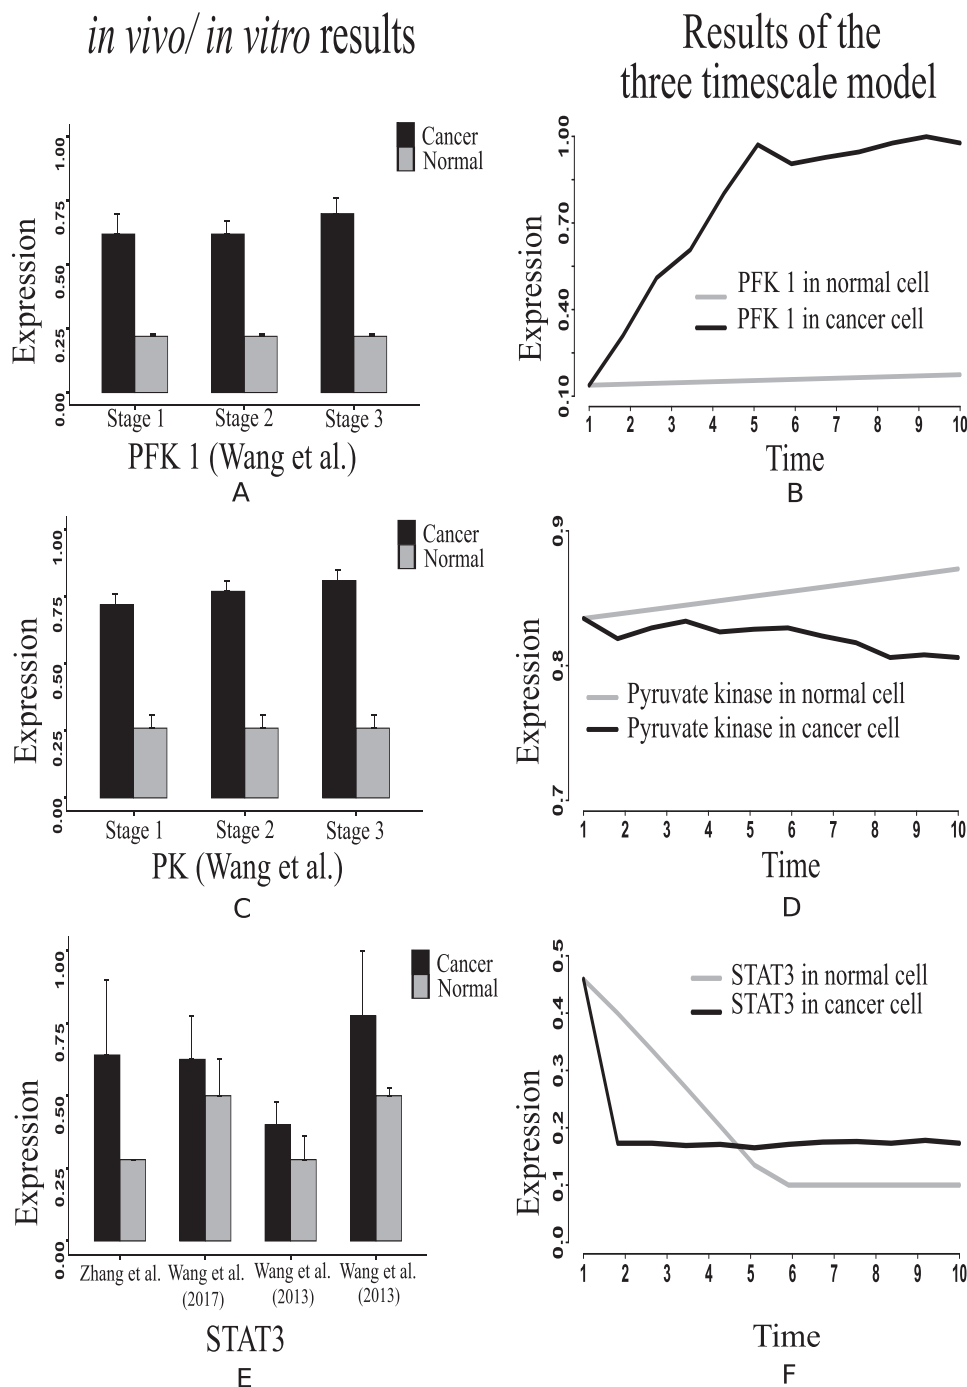 in vivo/ in vitro results
Results of the
three timescale model
Expression
0.00 0.25 0.50 0.75 1.00
Cancer
Normal
Stage 1 Stage 2 Stage 3
PFK 1 (Wang et al.)
A
Expression
0.10 0.40 0.70 1.00
PFK 1 in normal cell
PFK 1 in cancer cell
1 2 3 4 5 6 7 8 9 10
Time
B
Expression
0.00 0.25 0.50 0.75 1.00
Cancer
Normal
Stage 1 Stage 2 Stage 3
PK (Wang et al.)
C
Expression
0.7 0.8 0.9
Pyruvate kinase in normal cell
Pyruvate kinase in cancer cell
1 2 3 4 5 6 7 8 9 10
Time
D
Expression
0.00 0.25 0.50 0.75 1.00
Cancer
Normal
Zhang et al. Wang et al. Wang et al. Wang et al.
(2017) (2013) (2013)
STAT3
E
Expression
0.0 0.1 0.2 0.3 0.4 0.5
STAT3 in normal cell
STAT3 in cancer cell
1 2 3 4 5 6 7 8 9 10
Time
F